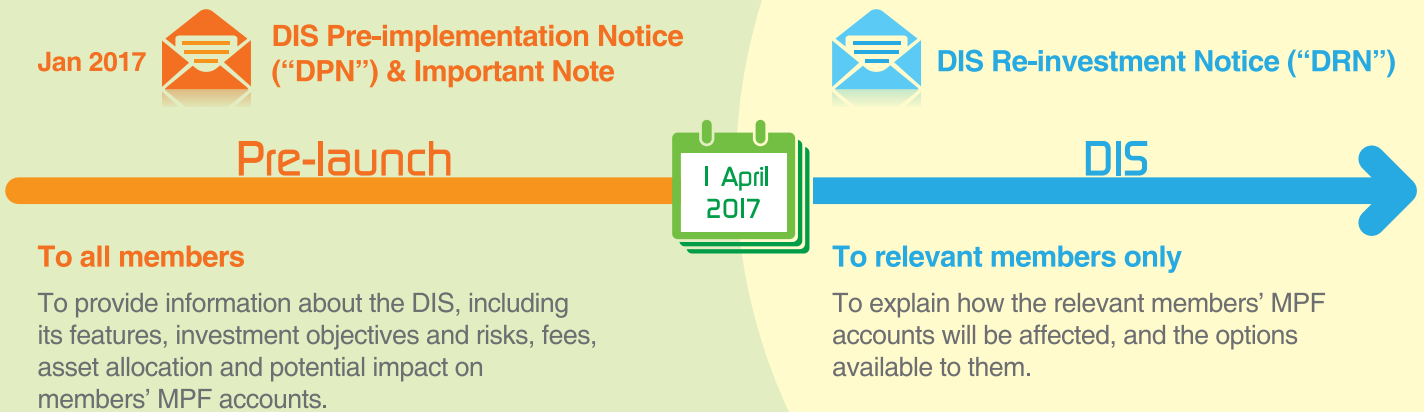 Jan 2017
DIS Pre-implementation Notice
(“DPN”) & Important Note
Pre-launch
To all members
To provide information about the DIS, including
its features, investment objectives and risks, fees,
asset allocation and potential impact on
members’ MPF accounts.
1 April
2017
DIS Re-investment Notice (“DRN”)
DIS
To relevant members only
To explain how the relevant members’ MPF
accounts will be affected, and the options
available to them.